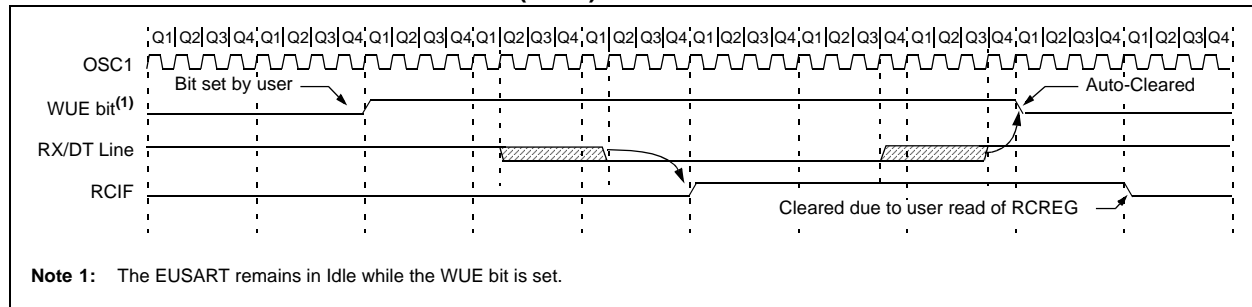 Q1 Q2 Q3 Q4 Q1 Q2 Q3 Q4 Q1 Q2 Q3 Q4 Q1 Q2 Q3 Q4 Q1 Q2 Q3 Q4 Q1 Q2 Q3 Q4 Q1 Q2 Q3 Q4 Q1 Q2 Q3 Q4 Q1 Q2 Q3 Q4 Q1 Q2 Q3 Q4
OSC1
Bit set by user
Auto-Cleared
WUE bit(1)
RX/DT Line
RCIF
Cleared due to user read of RCREG
Note 1: The EUSART remains in Idle while the WUE bit is set.